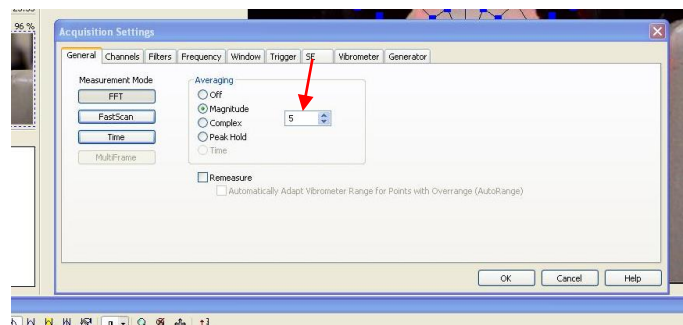 96 %
Acquisition Settings
General Channels Filters Frequency Window Trigger SE Vibrometer Generator
Measurement Mode
Averaging
FFT
Off
Magnitude
5
FastScan
Complex
Time
Peak Hold
Time
MultiFrame
Remeasure
Automatically Adapt Vibrometer Range for Points with Overrange (AutoRange)
OK Cancel Help